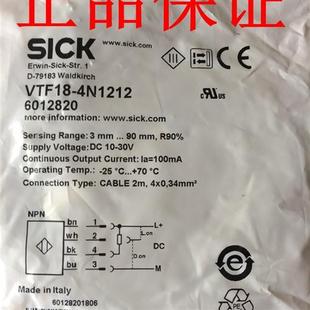 正品保证
SICK
www.sick.com
Erwin-Sick-Str. 1
D-79183 Waldkirch
VTF18-4N1212
6012820
more information: www.sick.com
Sensing Range: 3 mm ... 90 mm, R90%
Supply Voltage: DC 10-30V
Continuous Output Current: Ia=100mA
Operating Temp.: -25 °C...+70 °C
Connection Type: CABLE 2m, 4x0,34mm²
NPN
bn 1 L+
wh 2 L.on
bk 4 DC
D.on
bu 3 M
Made in Italy
60128201806
PE